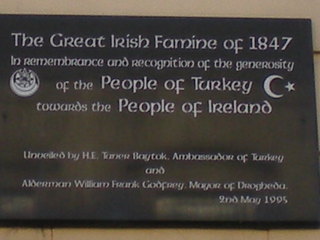 The Great Irish Famine of 1847
In remembrance and recognition of the generosity
of the People of Turkey
towards the People of Ireland
Unveiled by H.E. Taner Baytok, Ambassador of Turkey
and
Alderman William Frank Godfrey, Mayor of Drogheda.
2nd May 1995